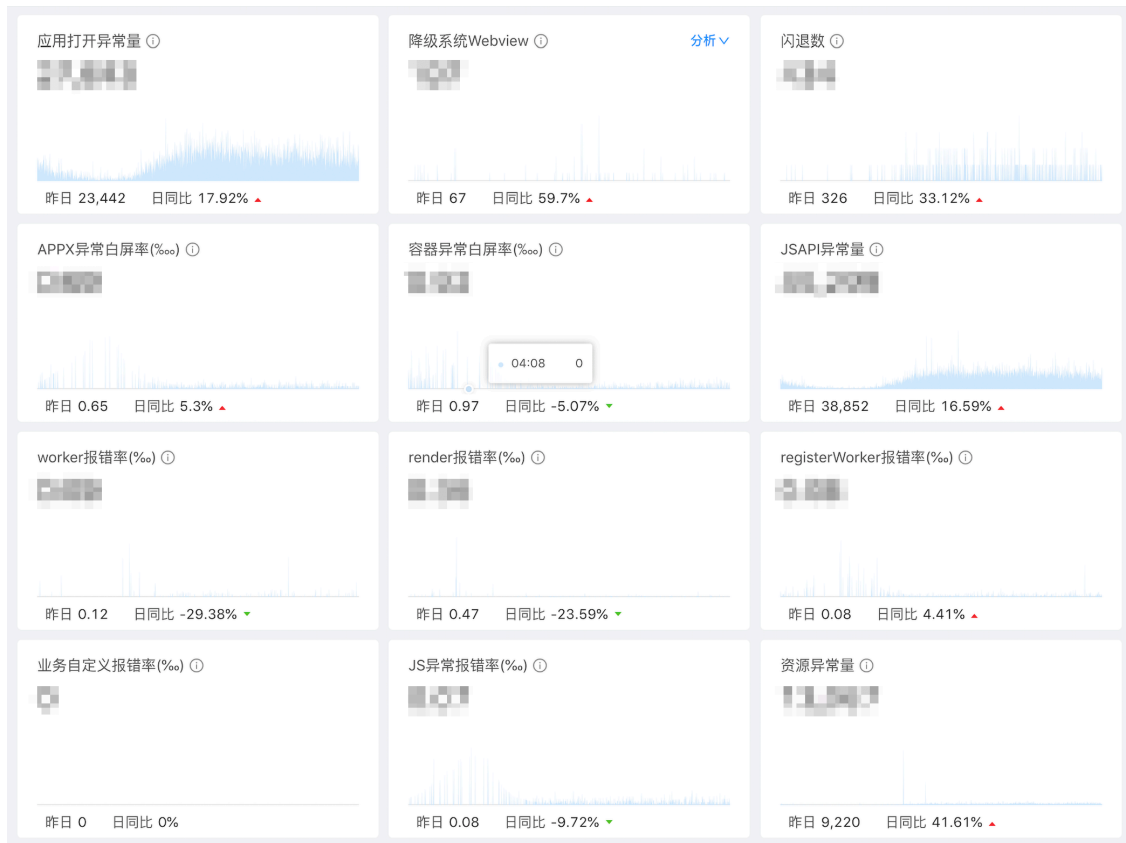 应用打开异常量
降级系统Webview 分析
闪退数
昨日 23,442 日同比 17.92%
昨日 67 日同比 59.7%
昨日 326 日同比 33.12%
APPX异常白屏率(‱)
容器异常白屏率(‱)
JSAPI异常量
04:08 0
昨日 0.65 日同比 5.3%
昨日 0.97 日同比 -5.07%
昨日 38,852 日同比 16.59%
worker报错率(‰)
render报错率(‰)
registerWorker报错率(‰)
昨日 0.12 日同比 -29.38%
昨日 0.47 日同比 -23.59%
昨日 0.08 日同比 4.41%
业务自定义报错率(‰)
JS异常报错率(‰)
资源异常量
昨日 0 日同比 0%
昨日 0.08 日同比 -9.72%
昨日 9,220 日同比 41.61%